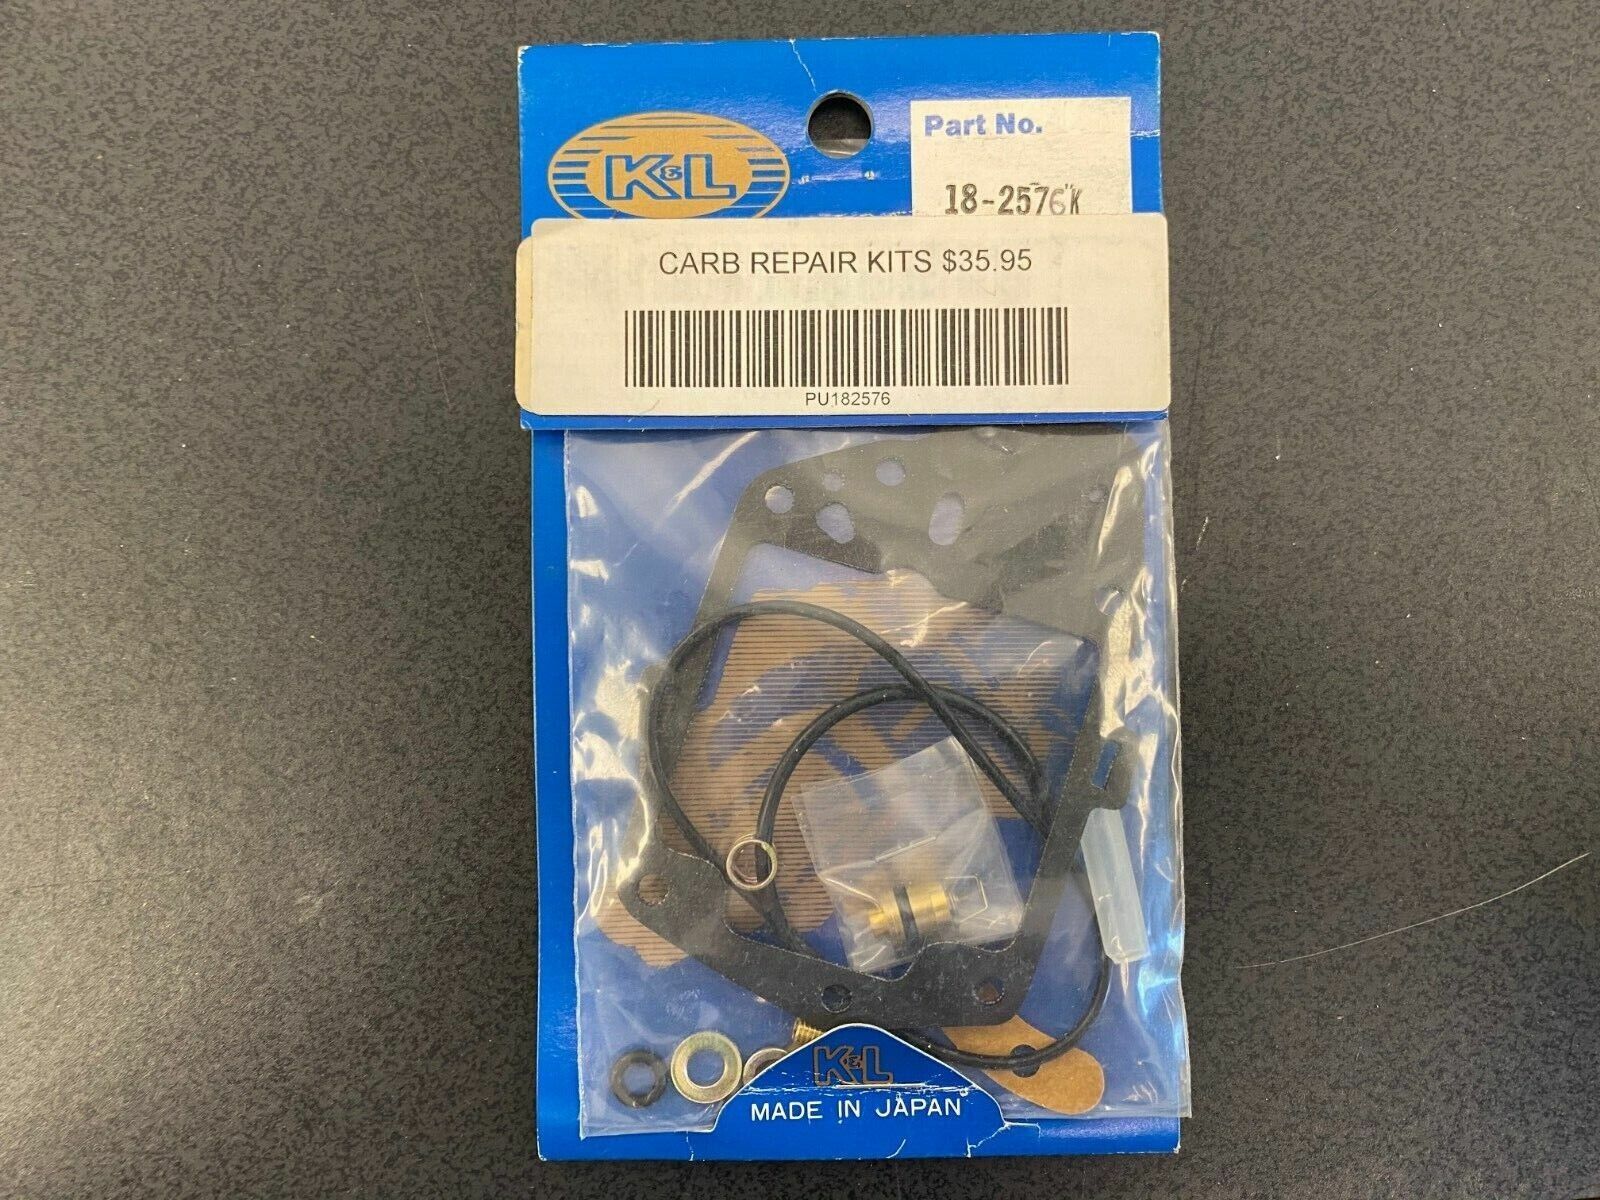 K&L
Part No.
18-2576K
CARB REPAIR KITS $35.95
PU182576
K&L
MADE IN JAPAN